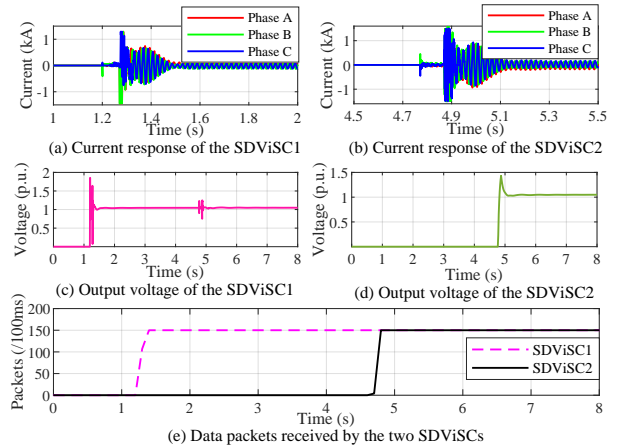 Phase A
Phase B
Phase C
Current (kA)
1
0
-1
1
1.2
1.4
1.6
1.8
2
Time (s)
(a) Current response of the SDViSC1
Phase A
Phase B
Phase C
Current (kA)
1
0
-1
4.5
4.7
4.9
5.1
5.3
5.5
Time (s)
(b) Current response of the SDViSC2
Voltage (p.u.)
2
1.5
1
0.5
0
1
2
3
4
5
6
7
8
Time (s)
(c) Output voltage of the SDViSC1
Voltage (p.u.)
1.5
1
0.5
0
1
2
3
4
5
6
7
8
Time (s)
(d) Output voltage of the SDViSC2
Packets (/100ms)
200
150
100
50
0
0
1
2
3
4
5
6
7
8
SDViSC1
SDViSC2
Time (s)
(e) Data packets received by the two SDViSCs